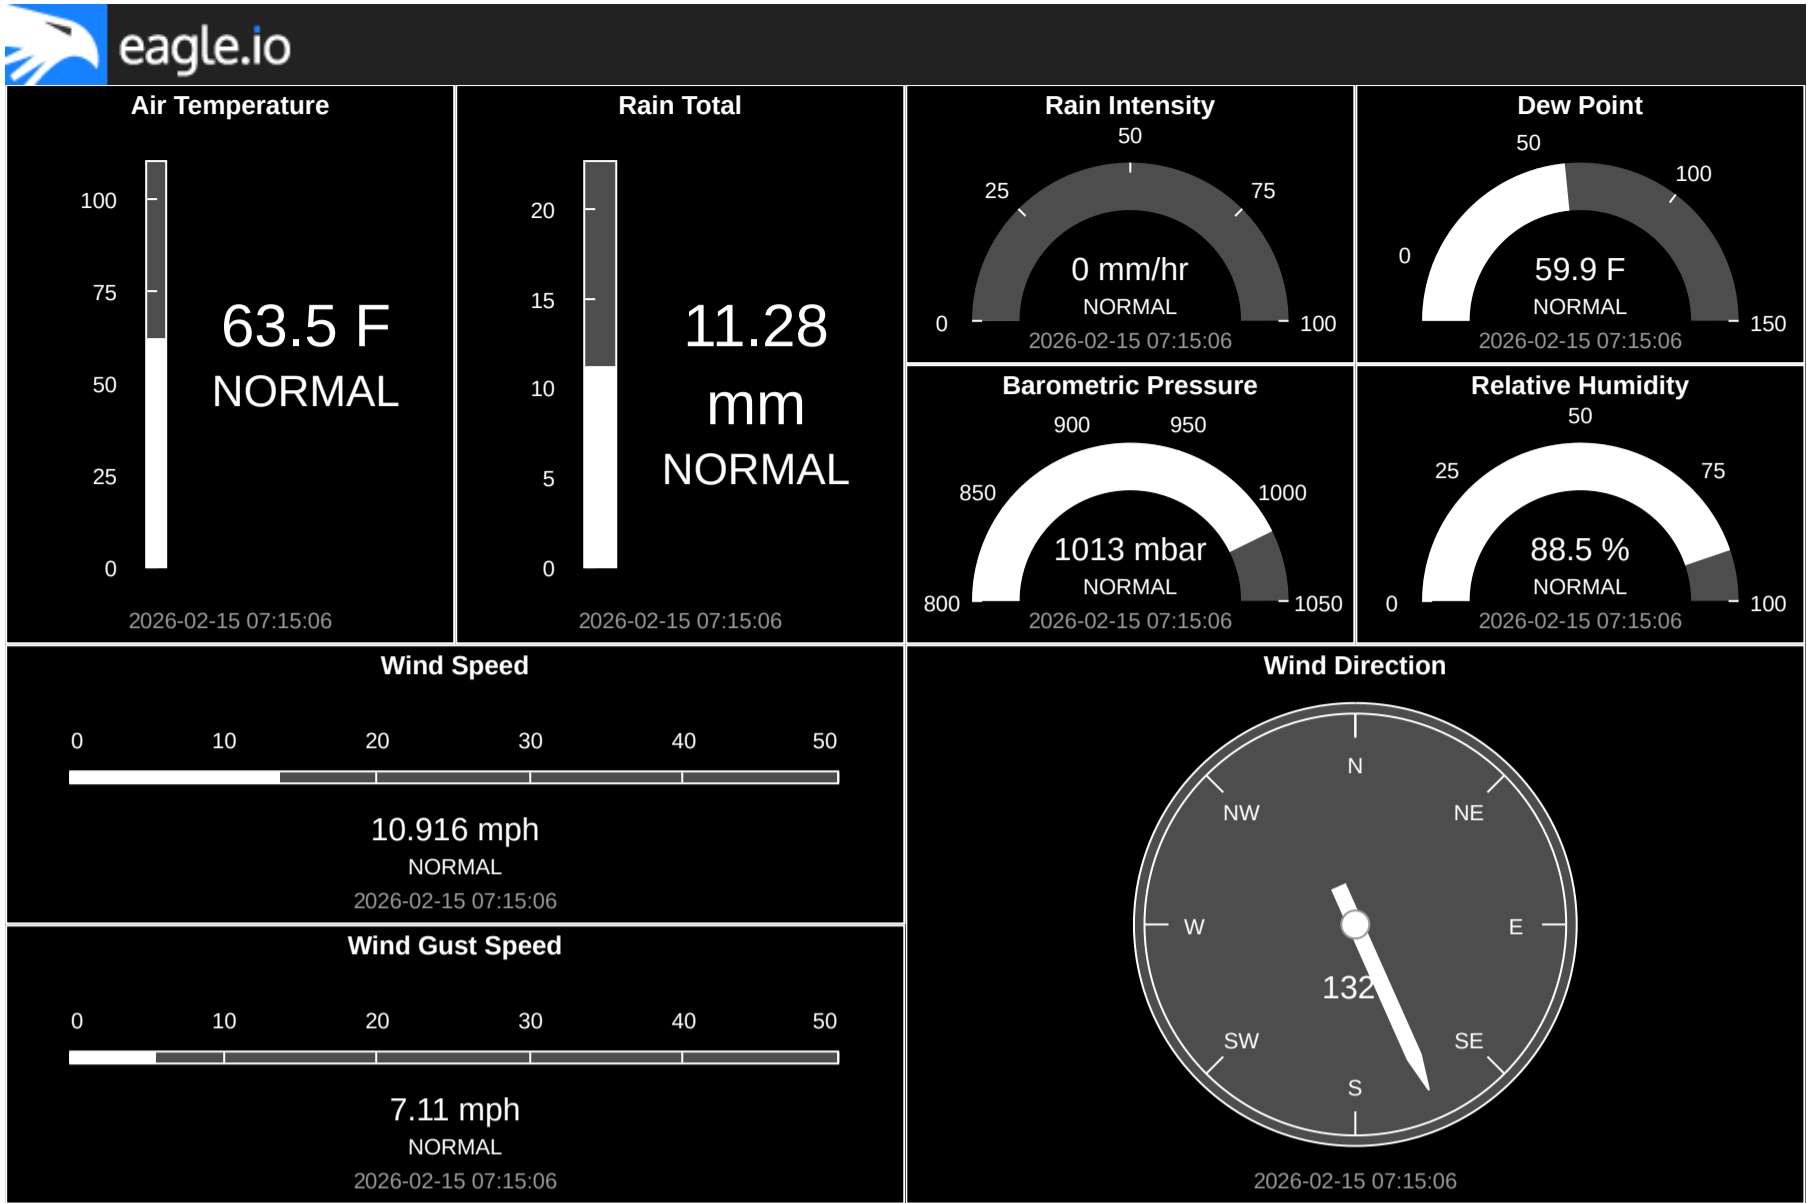 eagle.io
Air Temperature
100
75
50
25
0
63.5 F
NORMAL
2026-02-15 07:15:06
Rain Total
20
15
10
5
0
11.28
mm
NORMAL
2026-02-15 07:15:06
Rain Intensity
0
25
50
75
100
0 mm/hr
NORMAL
2026-02-15 07:15:06
Dew Point
0
50
100
150
59.9 F
NORMAL
2026-02-15 07:15:06
Barometric Pressure
800
850
900
950
1000
1050
1013 mbar
NORMAL
2026-02-15 07:15:06
Relative Humidity
0
25
50
75
100
88.5 %
NORMAL
2026-02-15 07:15:06
Wind Speed
0 10 20 30 40 50
10.916 mph
NORMAL
2026-02-15 07:15:06
Wind Gust Speed
0 10 20 30 40 50
7.11 mph
NORMAL
2026-02-15 07:15:06
Wind Direction
N
NW NE
W E
132
SW SE
S
2026-02-15 07:15:06